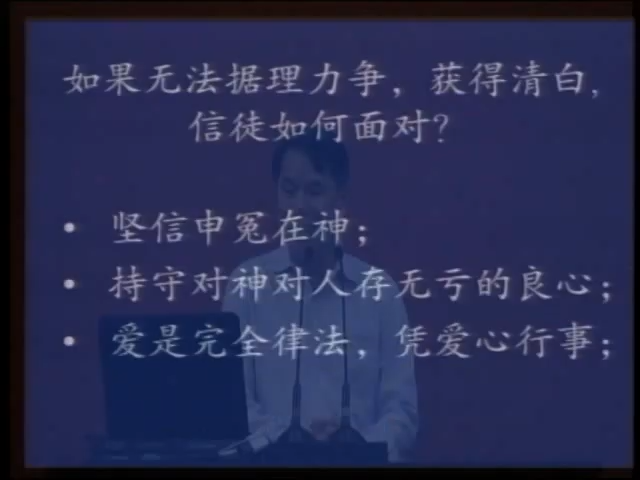 如果无法据理力争，获得清白，
信徒如何面对？
• 坚信申冤在神；
• 持守对神对人存无亏的良心；
• 爱是完全律法，凭爱心行事；